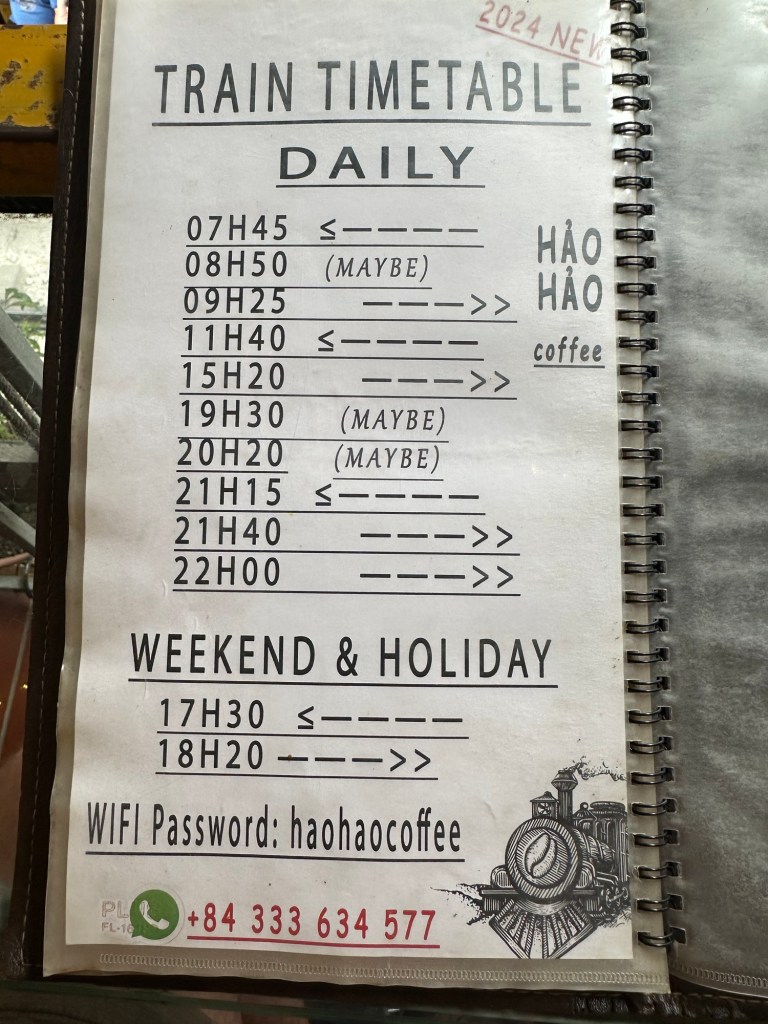 2024 NEW
TRAIN TIMETABLE
DAILY
07H45 ≤————
08H50 (MAYBE)
09H25 ———>>
11H40 ≤————
15H20 ———>>
19H30 (MAYBE)
20H20 (MAYBE)
21H15 ≤————
21H40 ———>>
22H00 ———>>
HẢO
HẢO
coffee
WEEKEND & HOLIDAY
17H30 ≤————
18H20 ———>>
WIFI Password: haohaocoffee
+84 333 634 577